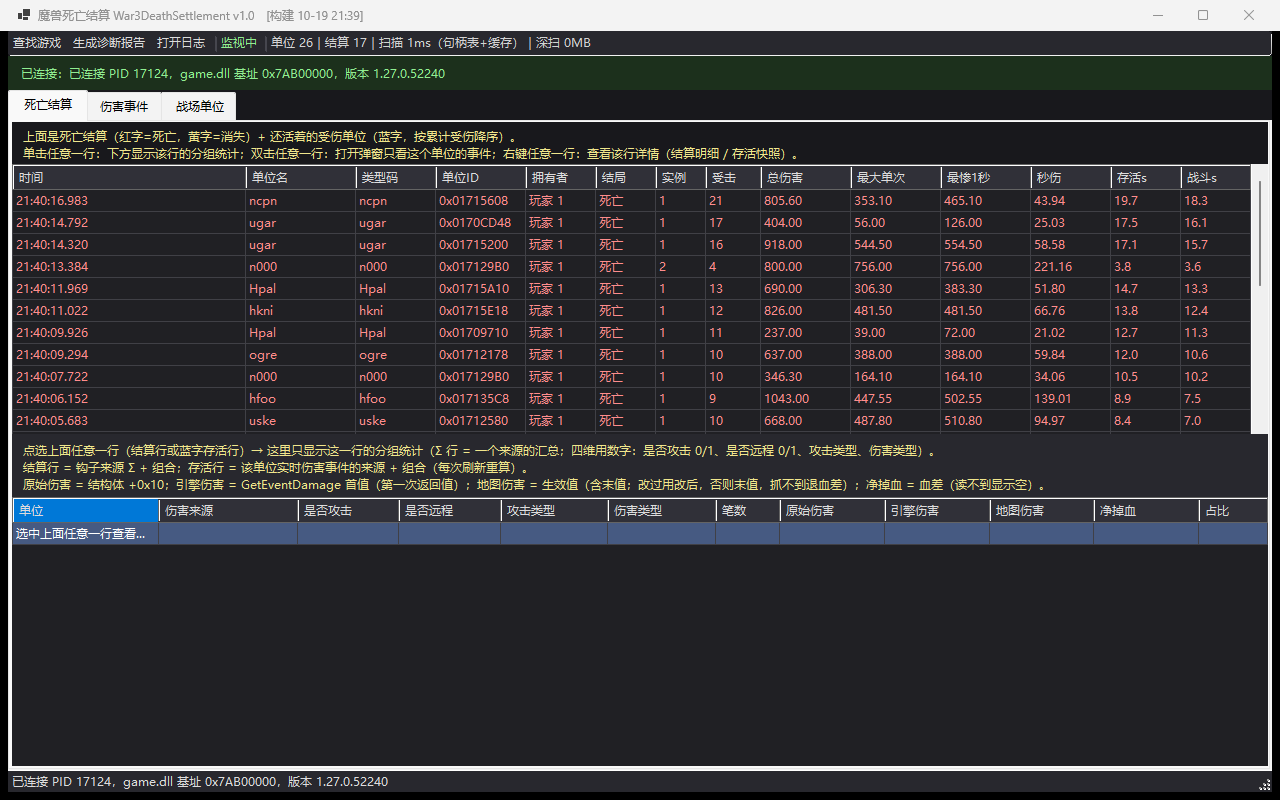 魔兽死亡结算 War3DeathSettlement v1.0 [构建 10-19 21:39]
查找游戏 生成诊断报告 打开日志 | 监视中 | 单位 26 | 结算 17 | 扫描 1ms（句柄表+缓存） | 深扫 0MB
已连接：已连接 PID 17124，game.dll 基址 0x7AB00000，版本 1.27.0.52240
死亡结算 伤害事件 战场单位
上面是死亡结算（红字=死亡，黄字=消失）+ 还活着的受伤单位（蓝字，按累计受伤降序）。
单击任意一行：下方显示该行的分组统计；双击任意一行：打开弹窗只看这个单位的事件；右键任意一行：查看该行详情（结算明细 / 存活快照）。
时间 单位名 类型码 单位ID 拥有者 结局 实例 受击 总伤害 最大单次 最惨1秒 秒伤 存活s 战斗s
21:40:16.983 ncpn ncpn 0x01715608 玩家 1 死亡 1 21 805.60 353.10 465.10 43.94 19.7 18.3
21:40:14.792 ugar ugar 0x0170CD48 玩家 1 死亡 1 17 404.00 56.00 126.00 25.03 17.5 16.1
21:40:14.320 ugar ugar 0x01715200 玩家 1 死亡 1 16 918.00 544.50 554.50 58.58 17.1 15.7
21:40:13.384 n000 n000 0x017129B0 玩家 1 死亡 2 4 800.00 756.00 756.00 221.16 3.8 3.6
21:40:11.969 Hpal Hpal 0x01715A10 玩家 1 死亡 1 13 690.00 306.30 383.30 51.80 14.7 13.3
21:40:11.022 hkni hkni 0x01715E18 玩家 1 死亡 1 12 826.00 481.50 481.50 66.76 13.8 12.4
21:40:09.926 Hpal Hpal 0x01709710 玩家 1 死亡 1 11 237.00 39.00 72.00 21.02 12.7 11.3
21:40:09.294 ogre ogre 0x01712178 玩家 1 死亡 1 10 637.00 388.00 388.00 59.84 12.0 10.6
21:40:07.722 n000 n000 0x017129B0 玩家 1 死亡 1 10 346.30 164.10 164.10 34.06 10.5 10.2
21:40:06.152 hfoo hfoo 0x017135C8 玩家 1 死亡 1 9 1043.00 447.55 502.55 139.01 8.9 7.5
21:40:05.683 uske uske 0x01712580 玩家 1 死亡 1 10 668.00 487.80 510.80 94.97 8.4 7.0
点选上面任意一行（结算行或蓝字存活行）→ 这里只显示这一行的分组统计（Σ 行 = 一个来源的汇总；四维用数字：是否攻击 0/1、是否远程 0/1、攻击类型、伤害类型）。
结算行 = 钩子来源 Σ + 组合；存活行 = 该单位实时伤害事件的来源 + 组合（每次刷新重算）。
原始伤害 = 结构体 +0x10；引擎伤害 = GetEventDamage 首值（第一次返回值）；地图伤害 = 生效值（含末值；改过用改后，否则末值，抓不到退血差）；净掉血 = 血差（读不到显示空）。
单位 伤害来源 是否攻击 是否远程 攻击类型 伤害类型 笔数 原始伤害 引擎伤害 地图伤害 净掉血 占比
选中上面任意一行查看...
已连接 PID 17124，game.dll 基址 0x7AB00000，版本 1.27.0.52240